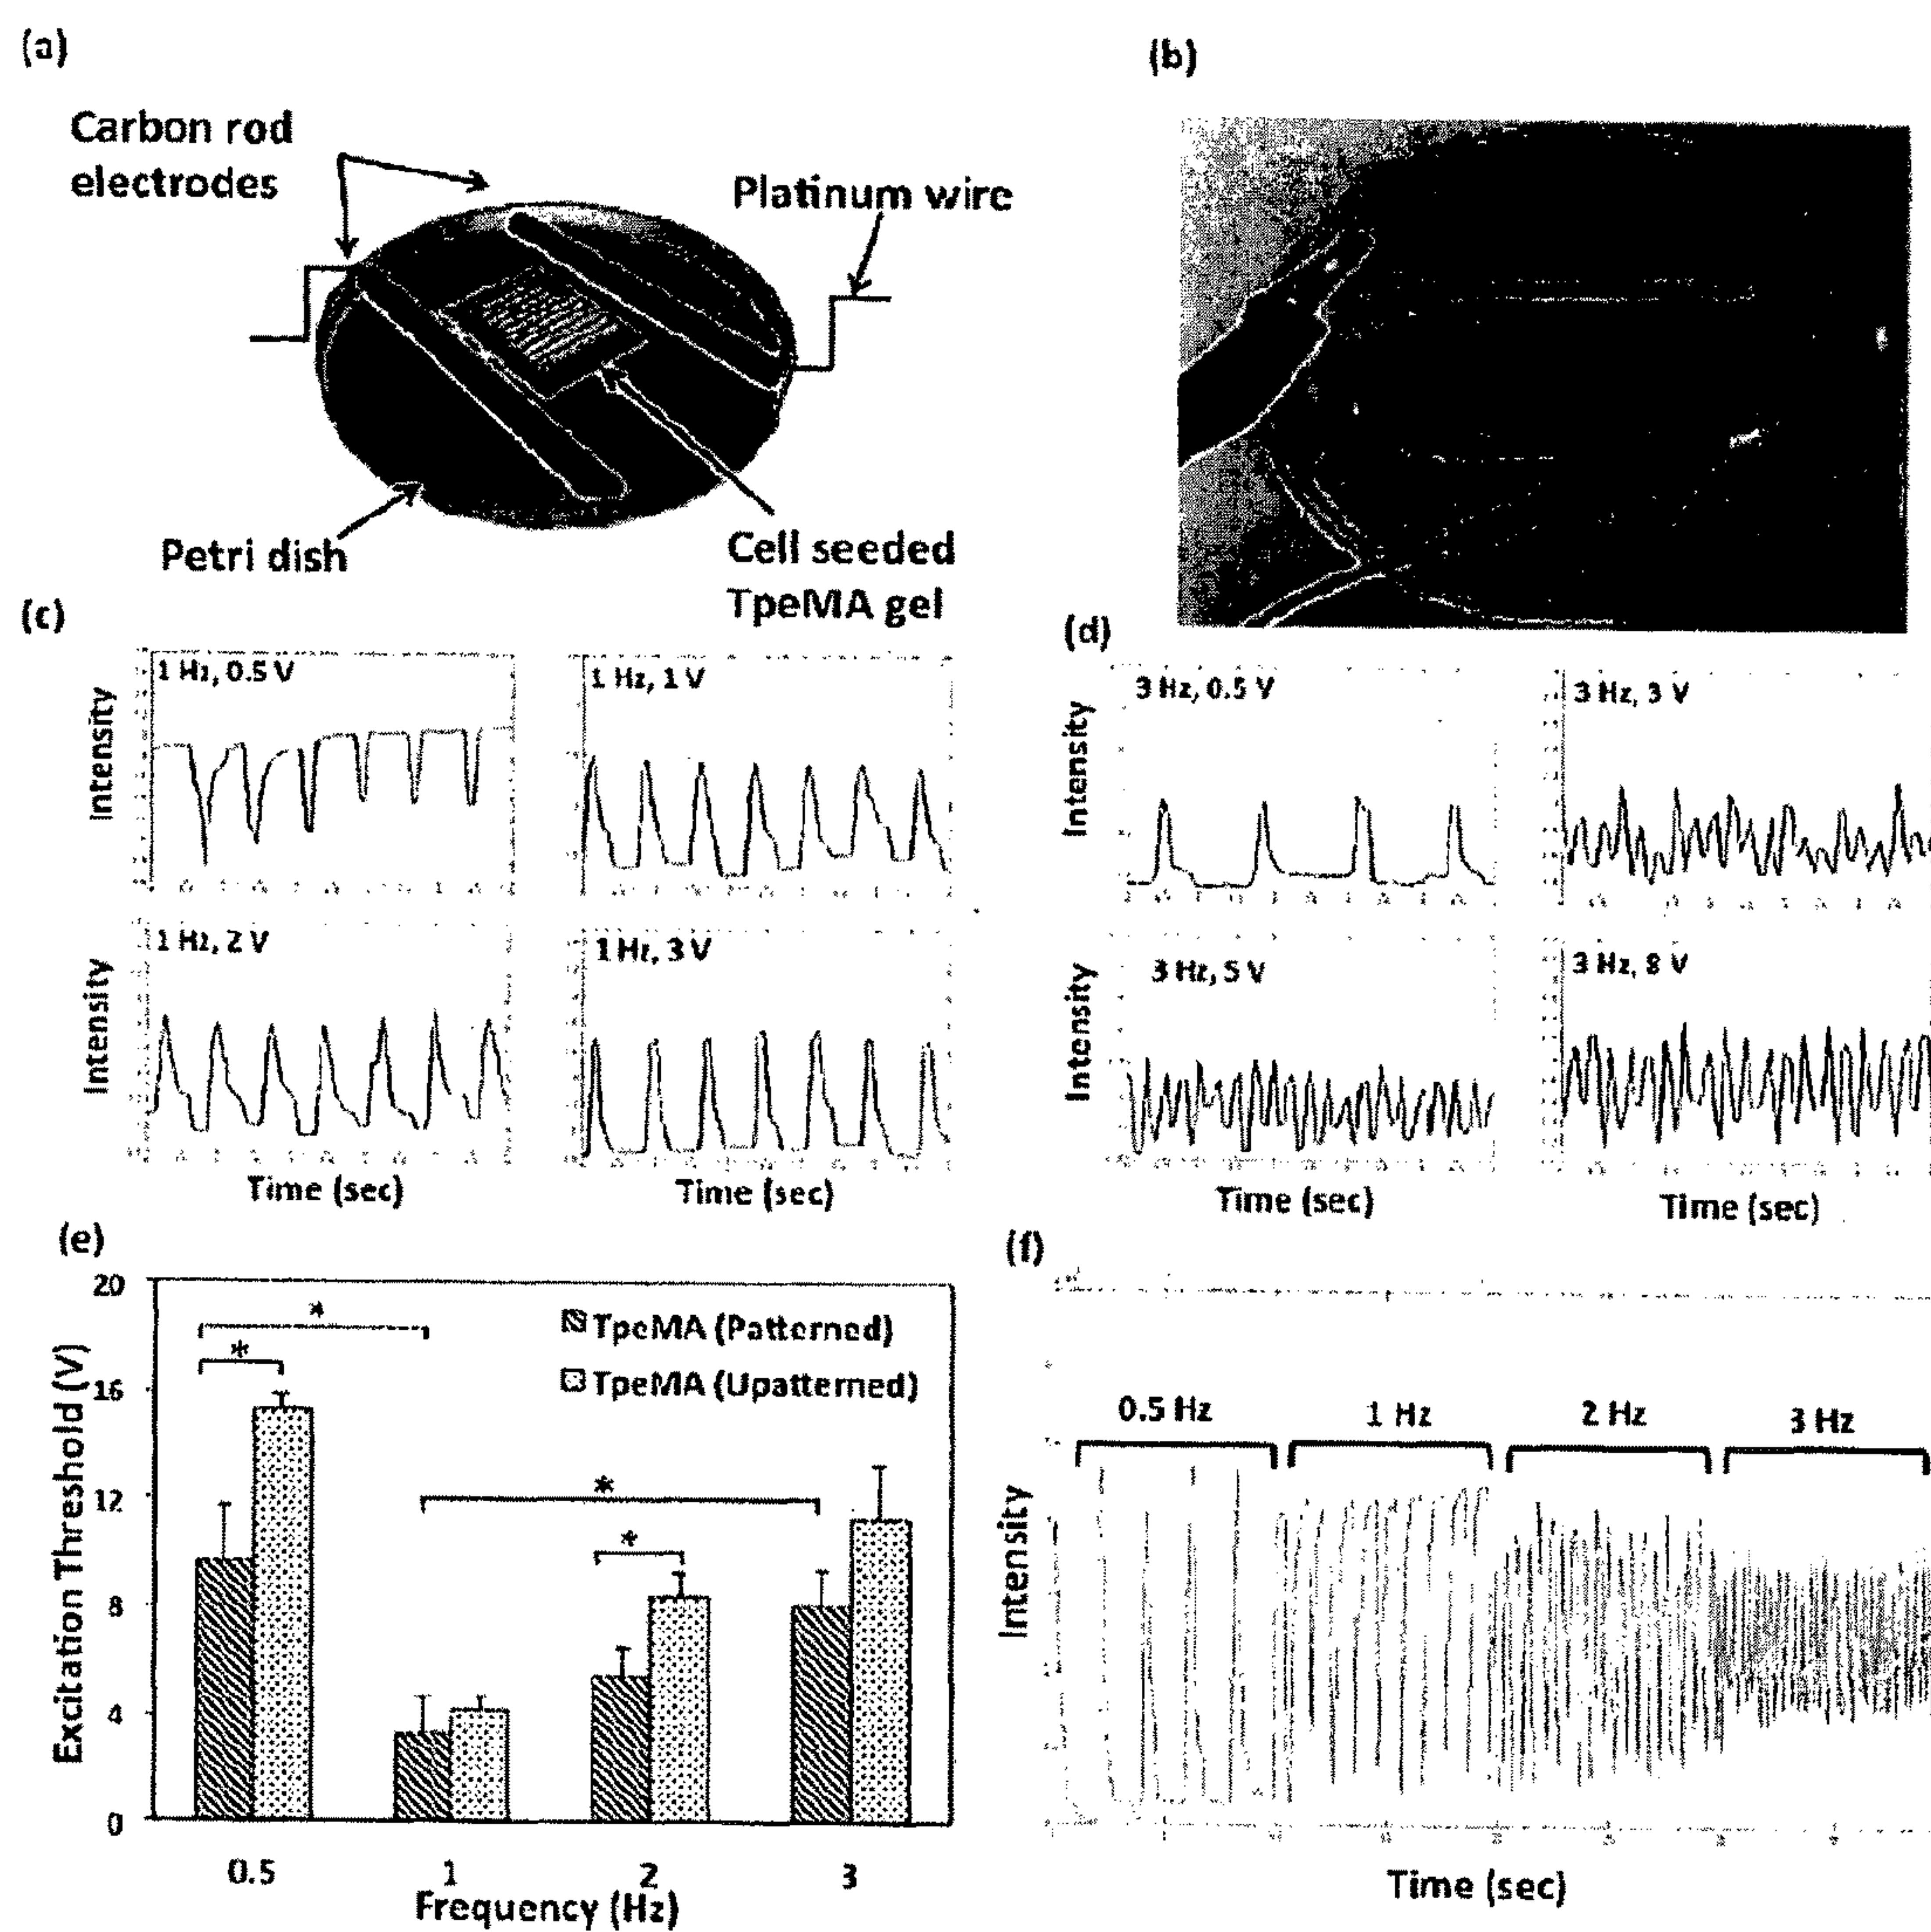 (a)
Carbon rod
electrodes
Platinum wire
Petri dish
Cell seeded
TpeMA gel
(b)
(c)
1 Hz, 0.5 V
1 Hz, 1 V
Intensity
1 Hz, 2 V
1 Hz, 3 V
Intensity
Time (sec)
Time (sec)
(d)
3 Hz, 0.5 V
3 Hz, 3 V
Intensity
3 Hz, 5 V
3 Hz, 8 V
Intensity
Time (sec)
Time (sec)
(e)
20
16
12
8
4
0
Excitation Threshold (V)
*
*
*
*
TpeMA (Patterned)
TpeMA (Upatterned)
0.5
1
2
3
Frequency (Hz)
(f)
0.5 Hz
1 Hz
2 Hz
3 Hz
Intensity
Time (sec)